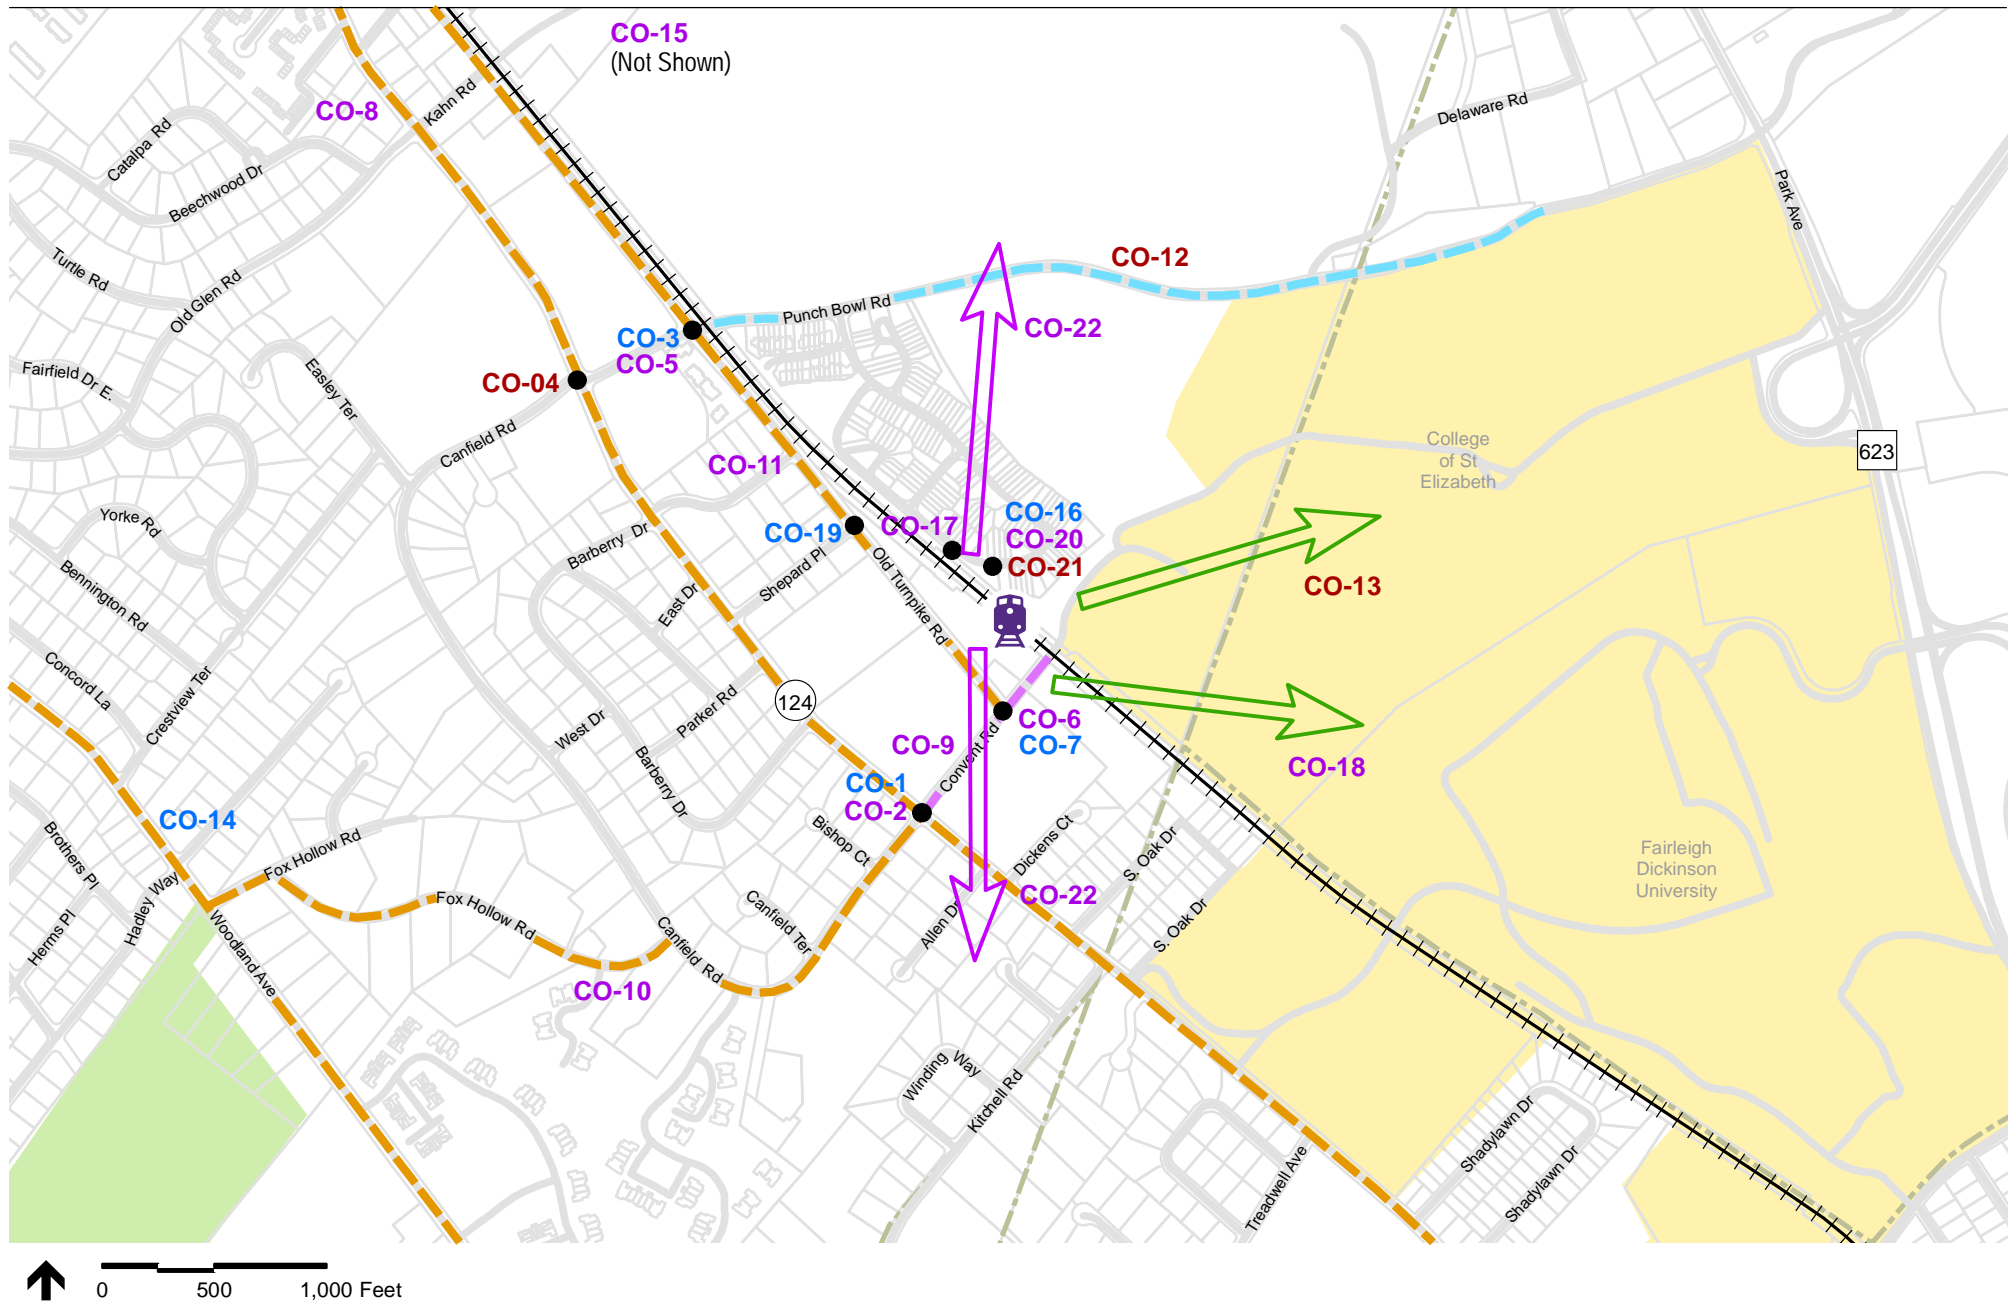 CO-15
(Not Shown)
CO-8
Kahn Rd
Catalpa Rd
Beechwood Dr
Delaware Rd
Park Ave
Turtle Rd
Old Glen Rd
CO-12
Punch Bowl Rd
CO-22
CO-3
CO-5
CO-04
Fairfield Dr E.
Easley Ter
Canfield Rd
CO-11
College
of St
Elizabeth
623
CO-16
CO-17
CO-20
CO-21
CO-19
Yorke Rd
Barberry Dr
Shepard Pl
Old Turnpike Rd
East Dr
CO-13
Bennington Rd
Concord La
Crestview Ter
124
Parker Rd
West Dr
CO-6
CO-7
CO-9
Convent Rd
CO-18
Barberry Dr
CO-1
CO-2
CO-14
Bishop Ct
Dickens Ct
S. Oak Dr
Brothers Pl
Fox Hollow Rd
Fairleigh
Dickinson
University
Hadley Way
Fox Hollow Rd
CO-22
Canfield Ter
Allen Dr
S. Oak Dr
Herms Pl
Woodland Ave
Canfield Rd
CO-10
Winding Way
Kitchell Rd
Shadylawn Dr
Shadylawn Dr
Treadwell Ave
0
500
1,000 Feet